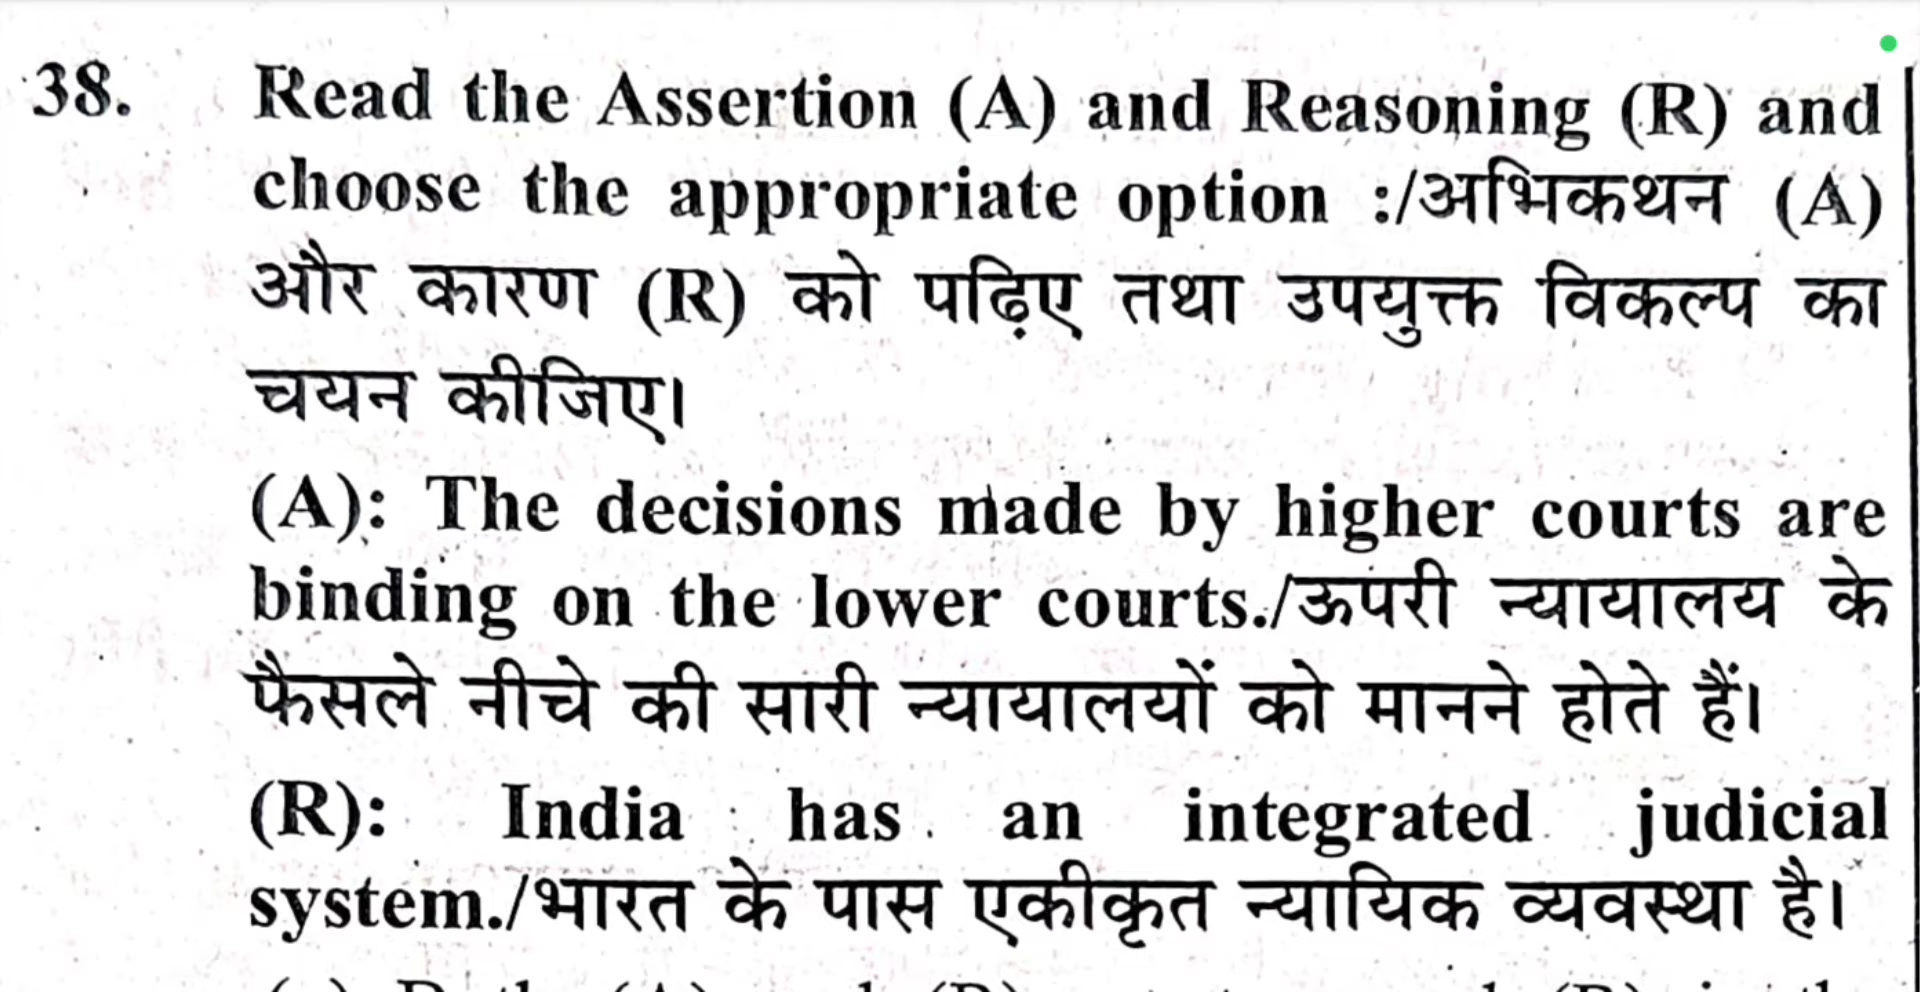 38. Read the Assertion (A) and Reasoning (R) and
choose the appropriate option :/अभिकथन (A)
और कारण (R) को पढ़िए तथा उपयुक्त विकल्प का
चयन कीजिए।
(A): The decisions made by higher courts are
binding on the lower courts./ऊपरी न्यायालय के
फैसले नीचे की सारी न्यायालयों को मानने होते हैं।
(R): India has an integrated judicial
system./भारत के पास एकीकृत न्यायिक व्यवस्था है।